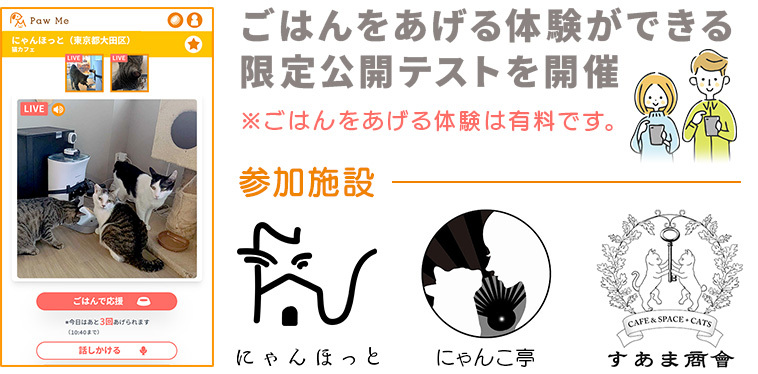 Paw Me
にゃんほっと（東京都大田区）
猫カフェ
LIVE
LIVE
LIVE
ごはんで応援
※今日はあと3回あげられます
（10:40まで）
話しかける
ごはんをあげる体験ができる
限定公開テストを開催
※ごはんをあげる体験は有料です。
参加施設
にゃんほっと
にゃんこ亭
CAFE & SPACE・CATS
すあま商會